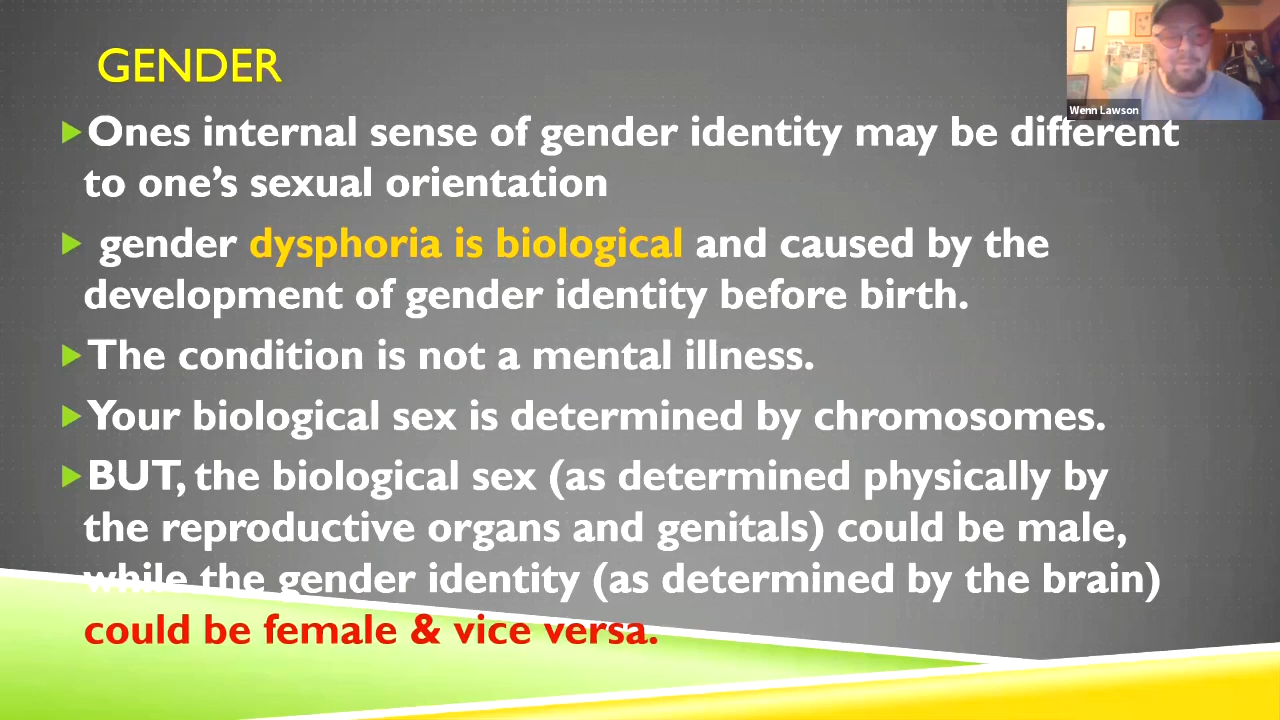 GENDER
Wenn Lawson
Ones internal sense of gender identity may be different
to one’s sexual orientation
gender dysphoria is biological and caused by the
development of gender identity before birth.
The condition is not a mental illness.
Your biological sex is determined by chromosomes.
BUT, the biological sex (as determined physically by
the reproductive organs and genitals) could be male,
while the gender identity (as determined by the brain)
could be female & vice versa.